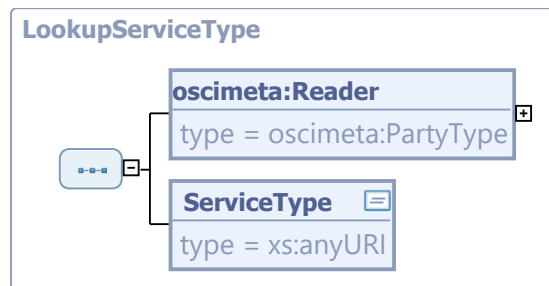 LookupServiceType
oscimeta:Reader
type = oscimeta:PartyType
ServiceType
type = xs:anyURI